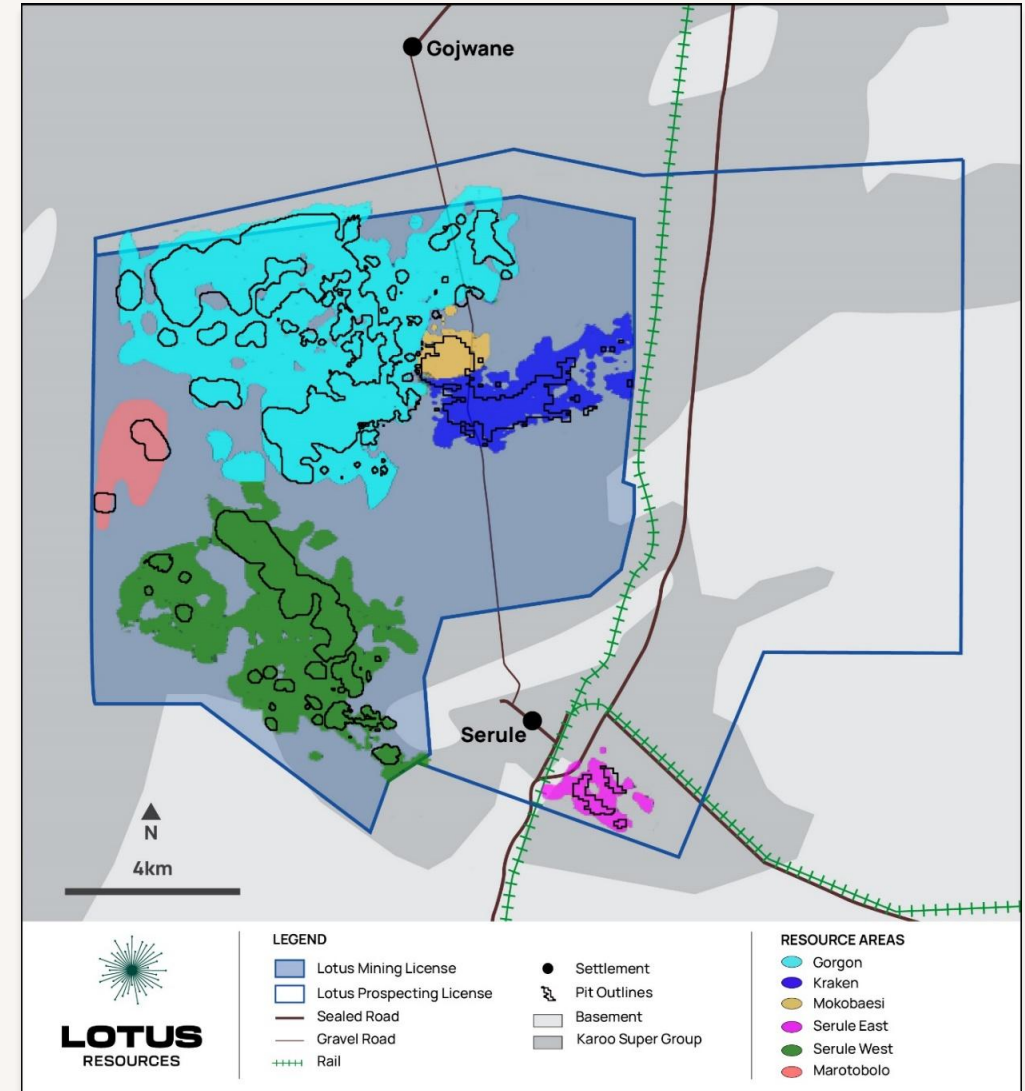 Gojwane
Serule
N
4km
LOTUS
RESOURCES
LEGEND
Lotus Mining License
Lotus Prospecting License
Sealed Road
Gravel Road
Rail
Settlement
Pit Outlines
Basement
Karoo Super Group
RESOURCE AREAS
Gorgon
Kraken
Mokobaesi
Serule East
Serule West
Marotobolo